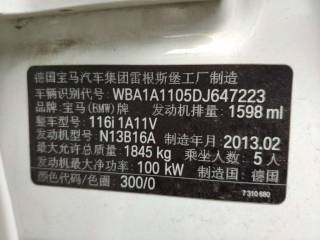 德国宝马汽车集团雷根斯堡工厂制造
车辆识别代号: WBA1A1105DJ647223
品牌: 宝马(BMW)牌 发动机排量: 1598 ml
整车型号: 116i 1A11V
发动机型号: N13B16A 制造年月: 2013.02
最大允许总质量: 1845 kg 乘坐人数: 5 人
发动机最大净功率: 100 kW 制造国: 德国
颜色代码/色圈: 300/0
7 310 680